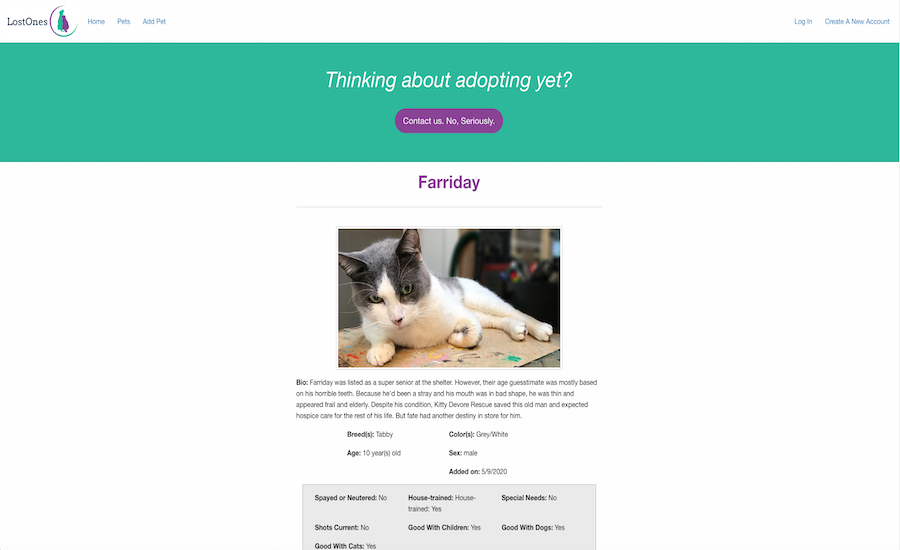 LostOnes
Home Pets Add Pet
Log In Create A New Account
Thinking about adopting yet?
Contact us. No, Seriously.
Farriday
Bio: Farriday was listed as a super senior at the shelter. However, their age guesstimate was mostly based
on his horrible teeth. Because he'd been a stray and his mouth was in bad shape, he was thin and
appeared frail and elderly. Despite his condition, Kitty Devore Rescue saved this old man and expected
hospice care for the rest of his life. But fate had another destiny in store for him.
Breed(s): Tabby Color(s): Grey/White
Age: 10 year(s) old Sex: male
Added on: 5/9/2020
Spayed or Neutered: No House-trained: House- Special Needs: No
trained: Yes
Shots Current: No Good With Children: Yes Good With Dogs: Yes
Good With Cats: Yes